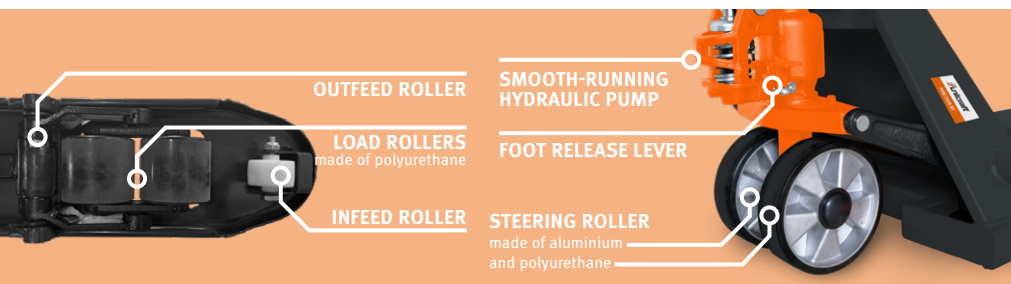 OUTFEED ROLLER
LOAD ROLLERS
made of polyurethane
INFEED ROLLER
SMOOTH-RUNNING
HYDRAULIC PUMP
FOOT RELEASE LEVER
STEERING ROLLER
made of aluminium
and polyurethane
Unicraft